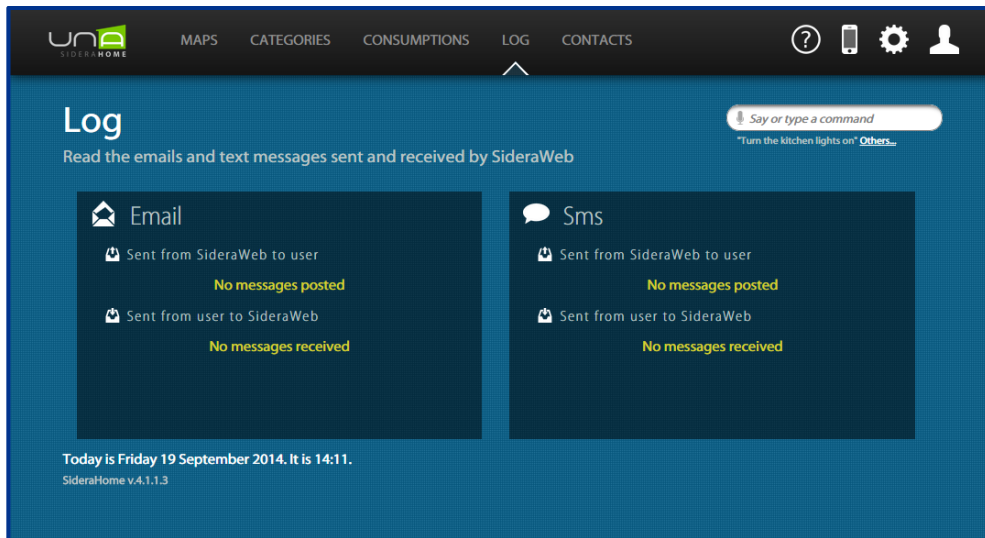 UNA
SIDERAHOME
MAPS CATEGORIES CONSUMPTIONS LOG CONTACTS
?
Log
Say or type a command
"Turn the kitchen lights on" Others...
Read the emails and text messages sent and received by SideraWeb
Email
Sent from SideraWeb to user
No messages posted
Sent from user to SideraWeb
No messages received
Sms
Sent from SideraWeb to user
No messages posted
Sent from user to SideraWeb
No messages received
Today is Friday 19 September 2014. It is 14:11.
SideraHome v.4.1.1.3